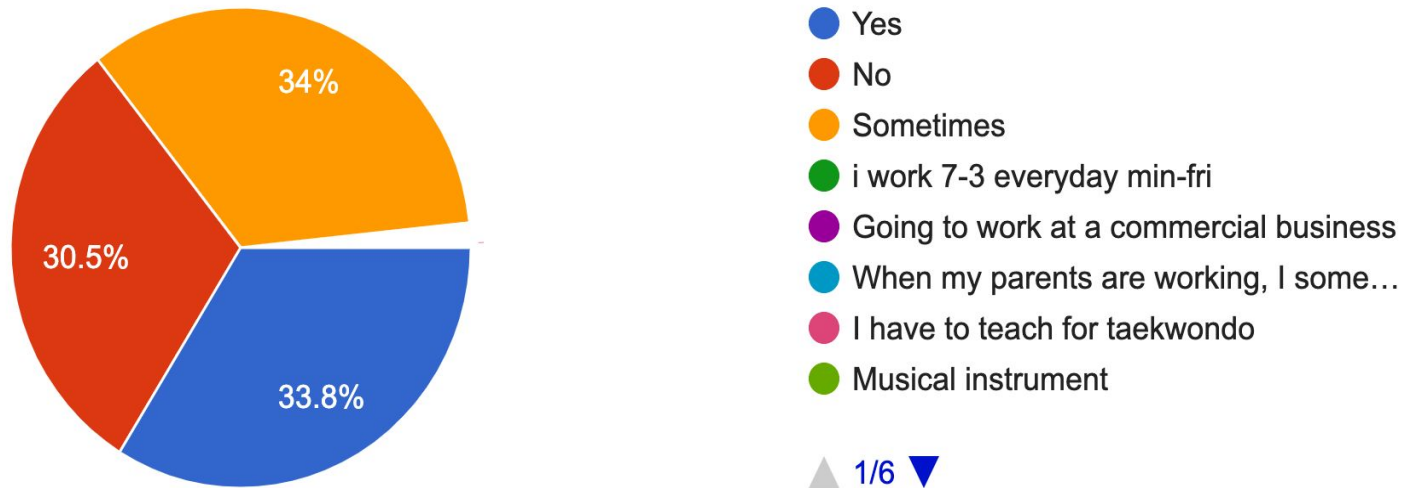 34%
30.5%
33.8%
Yes
No
Sometimes
i work 7-3 everyday min-fri
Going to work at a commercial business
When my parents are working, I some…
I have to teach for taekwondo
Musical instrument
1/6